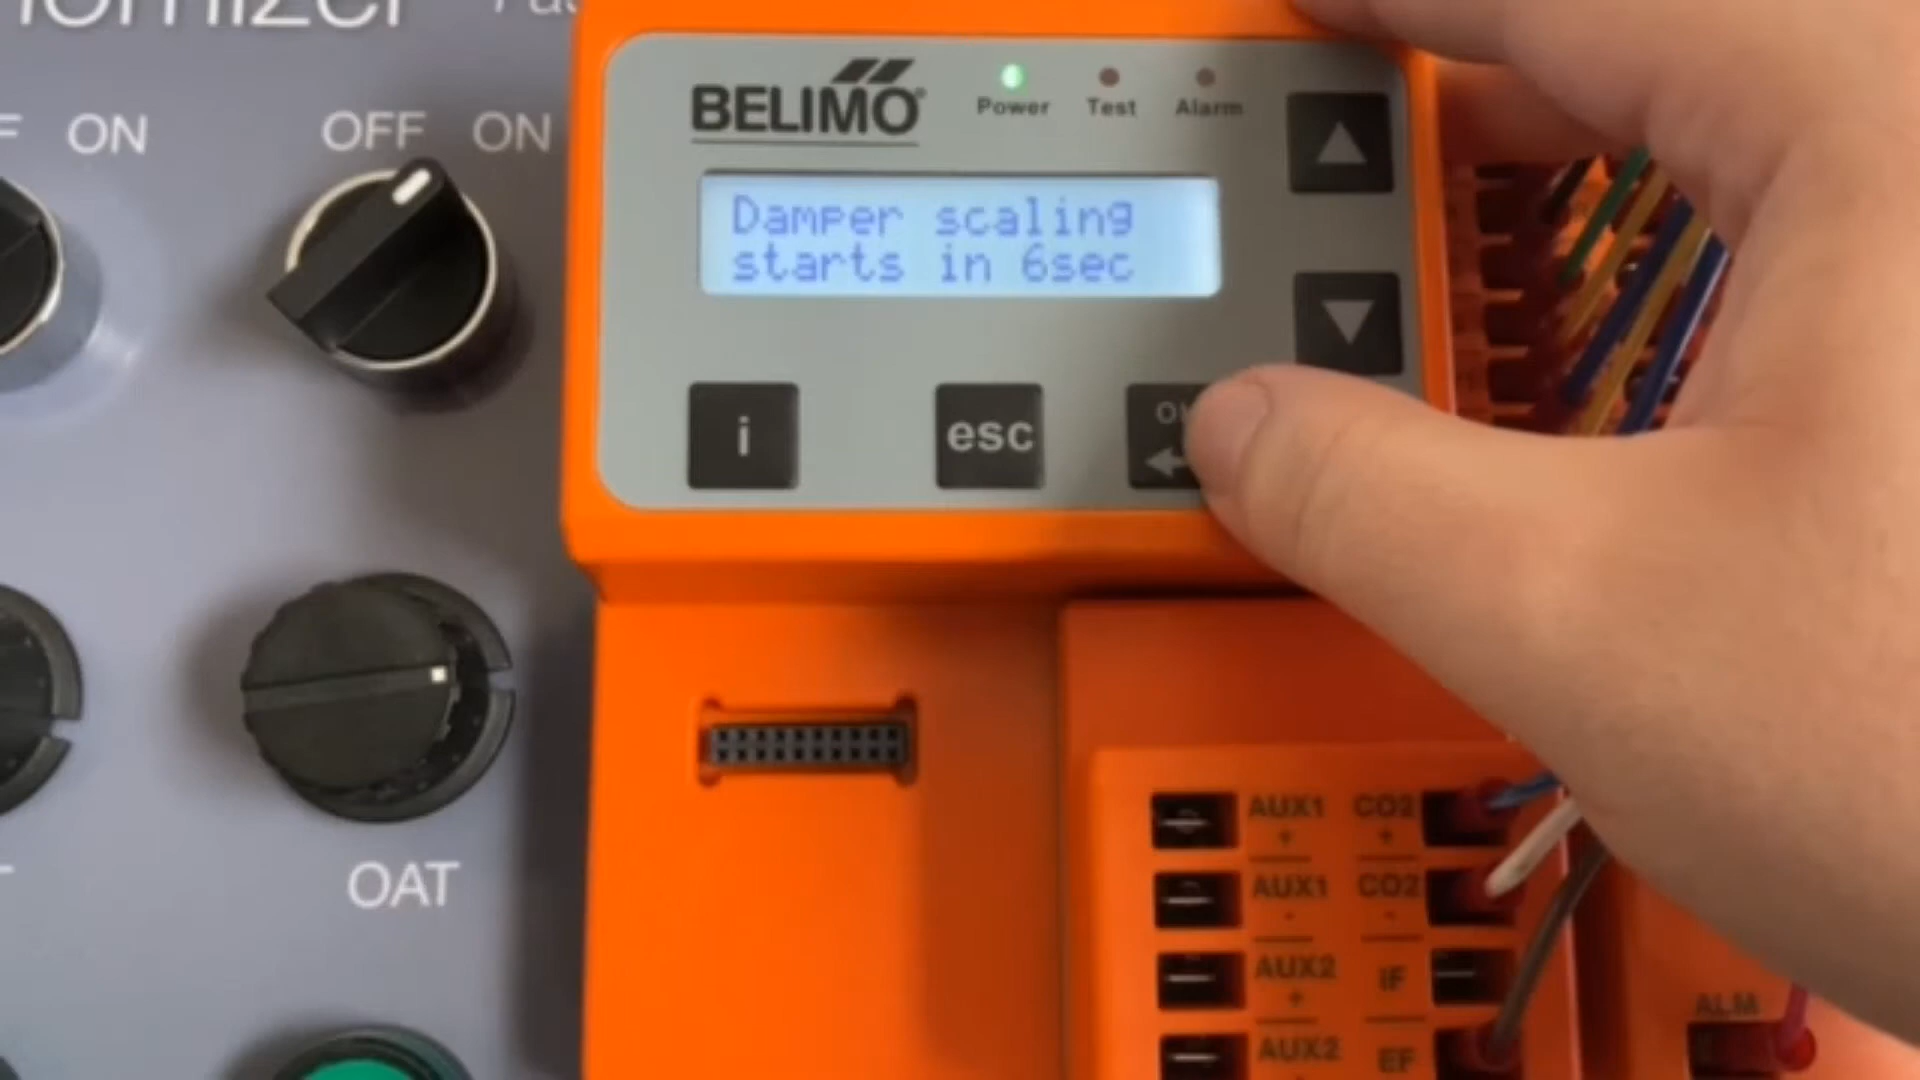 OFF ON
ON
BELIMO
Power Test Alarm
Damper scaling
starts in 6sec
i esc
OAT
AUX1 CO2
+ +
AUX1 CO2
- -
AUX2 IF
+
AUX2 EF
ALM